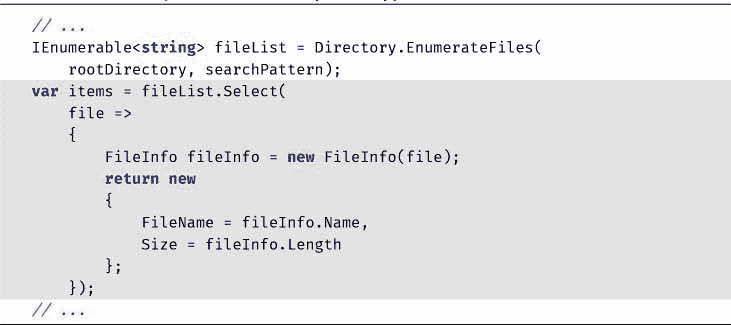 // ...
IEnumerable<string> fileList = Directory.EnumerateFiles(
    rootDirectory, searchPattern);
var items = fileList.Select(
    file =>
    {
        FileInfo fileInfo = new FileInfo(file);
        return new
        {
            FileName = fileInfo.Name,
            Size = fileInfo.Length
        };
    });
// ...